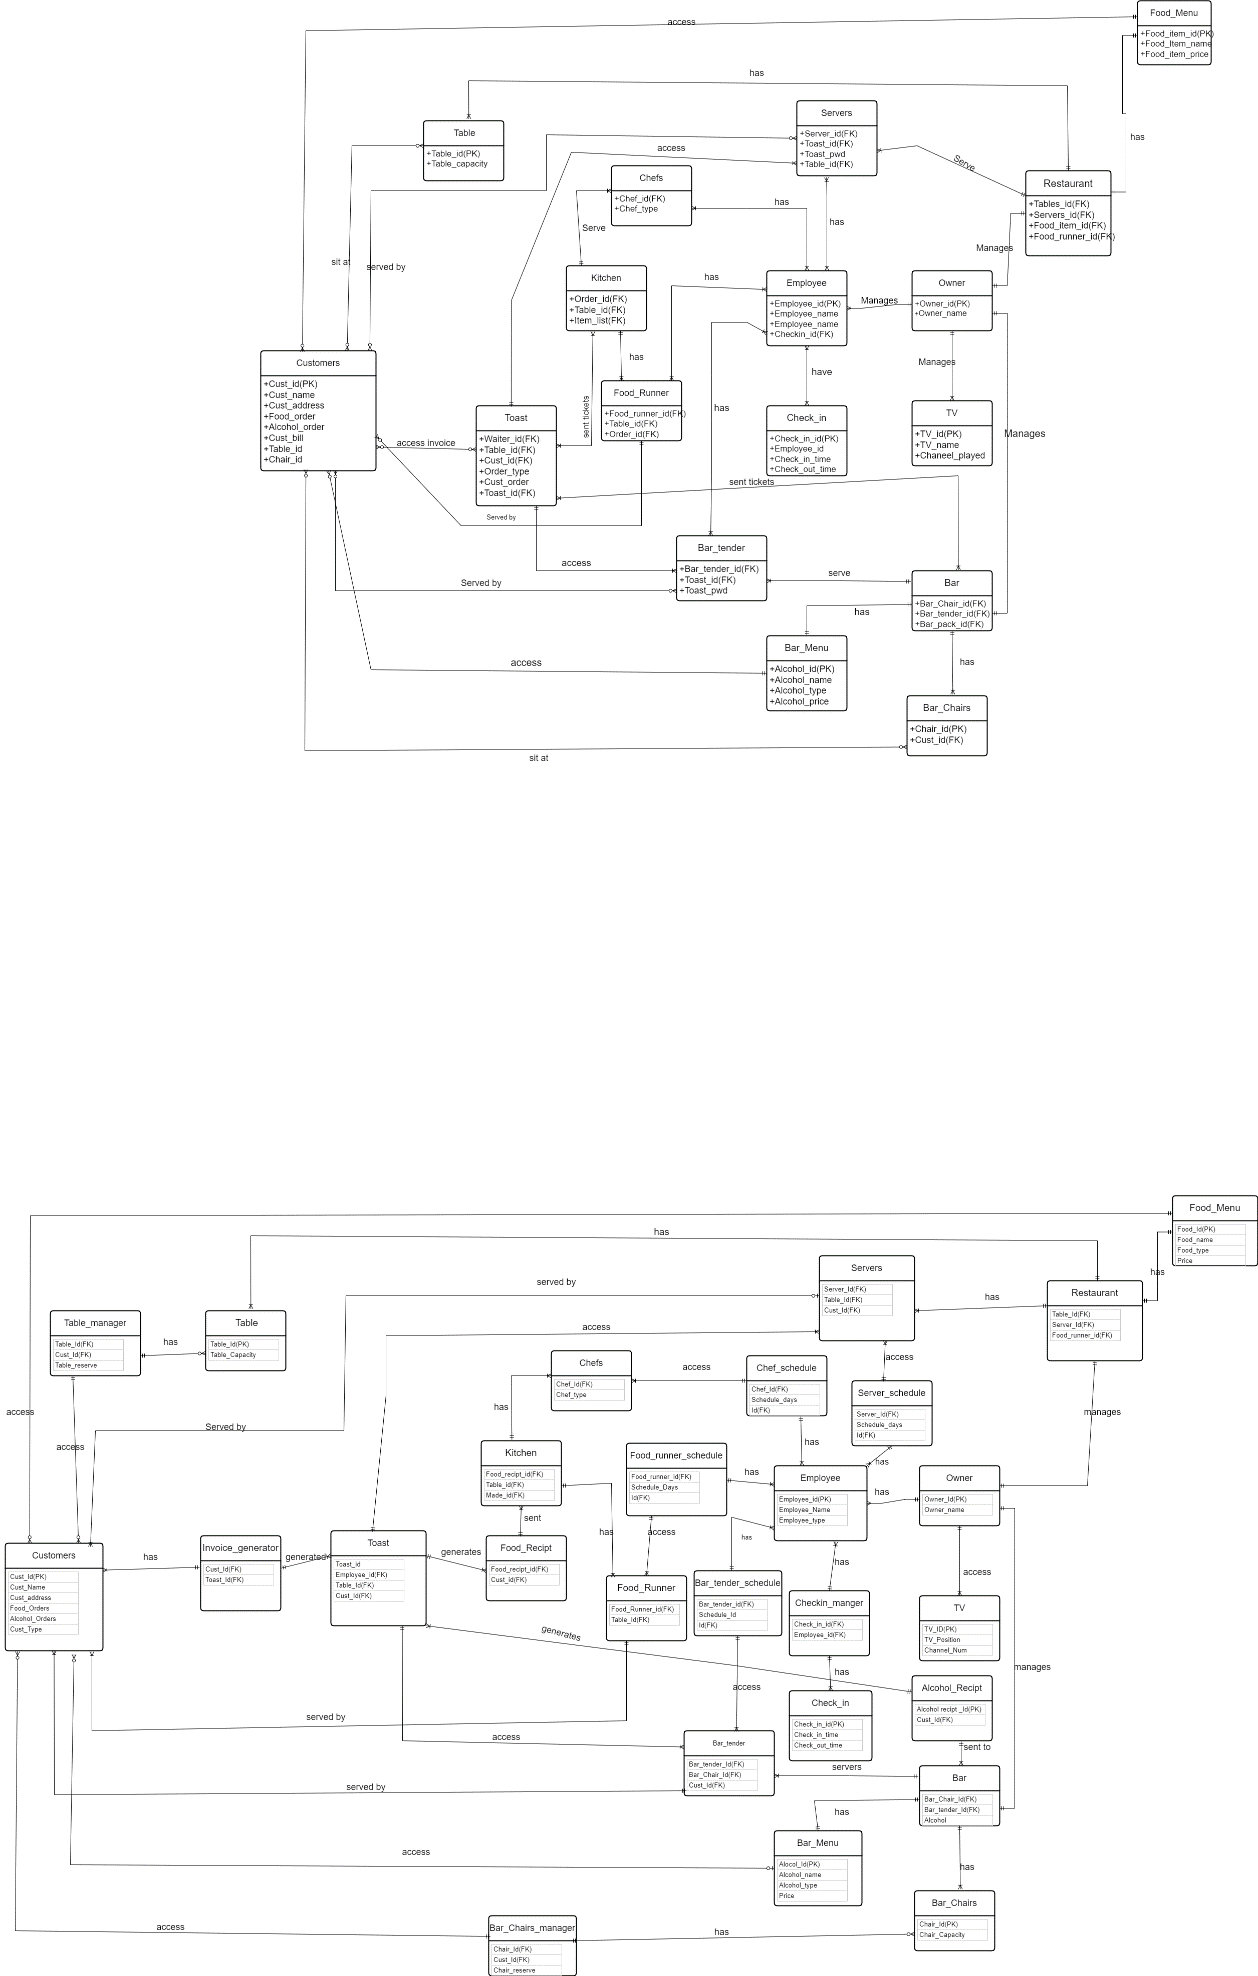 Food_Menu
+Food_item_id(PK)
+Food_Item_name
+Food_item_price
access
has
has
Servers
+Server_id(FK)
+Toast_id(FK)
+Toast_pwd
+Table_id(FK)
Table
+Table_id(PK)
+Table_capacity
access
Serve
Chefs
+Chef_id(FK)
+Chef_type
Restaurant
+Tables_id(FK)
+Servers_id(FK)
+Food_item_id(FK)
+Food_runner_id(FK)
has
has
Serve
sit at
served by
Manages
Kitchen
+Order_id(FK)
+Table_id(FK)
+Item_list(FK)
has
Employee
+Employee_id(PK)
+Employee_name
+Employee_name
+Checkin_id(FK)
Manages
Owner
+Owner_id(PK)
+Owner_name
Customers
+Cust_id(PK)
+Cust_name
+Cust_address
+Food_order
+Alcohol_order
+Cust_bill
+Table_id
+Chair_id
has
have
Manages
Food_Runner
+Food_runner_id(FK)
+Table_id(FK)
+Order_id(FK)
sent tickets
has
Toast
+Waiter_id(FK)
+Table_id(FK)
+Cust_id(FK)
+Order_type
+Cust_order
+Toast_id(FK)
access invoice
Check_in
+Check_in_id(PK)
+Employee_id
+Check_in_time
+Check_out_time
TV
+TV_id(PK)
+TV_name
+Chaneel_played
Manages
sent tickets
Served by
Bar_tender
+Bar_tender_id(FK)
+Toast_id(FK)
+Toast_pwd
access
Served by
serve
Bar
+Bar_Chair_id(FK)
+Bar_tender_id(FK)
+Bar_pack_id(FK)
has
Bar_Menu
+Alcohol_id(PK)
+Alcohol_name
+Alcohol_type
+Alcohol_price
access
has
Bar_Chairs
+Chair_id(PK)
+Cust_id(FK)
sit at
Food_Menu
Food_Id(PK)
Food_name
Food_type
Price
has
has
Servers
Server_Id(FK)
Table_Id(FK)
Cust_Id(FK)
served by
has
Restaurant
Table_Id(FK)
Server_Id(FK)
Food_runner_id(FK)
Table_manager
Table_Id(FK)
Cust_Id(FK)
Table_reserve
has
Table
Table_Id(PK)
Table_Capacity
access
access
Chefs
Chef_Id(FK)
Chef_type
access
Chef_schedule
Chef_Id(FK)
Schedule_days
Id(FK)
Server_schedule
Server_id(FK)
Schedule_days
Id(FK)
manages
access
access
Served by
has
has
has
Kitchen
Food_recipt_id(FK)
Table_id(FK)
Made_id(FK)
Food_runner_schedule
Food_runner_id(FK)
Schedule_Days
Id(FK)
has
Employee
Employee_id(PK)
Employee_Name
Employee_type
has
Owner
Owner_Id(PK)
Owner_name
sent
has
access
has
Customers
Cust_Id(PK)
Cust_Name
Cust_address
Food_Orders
Alcohol_Orders
Cust_Type
has
Invoice_generator
Cust_Id(FK)
Toast_Id(FK)
generated
Toast
Toast_id
Employee_id(FK)
Table_Id(FK)
Cust_Id(FK)
generates
Food_Recipt
Food_recipt_id(FK)
Cust_id(FK)
has
access
Food_Runner
Food_Runner_id(FK)
Table_Id(FK)
Bar_tender_schedule
Bar_tender_id(FK)
Schedule_Id
Id(FK)
Checkin_manger
Check_in_Id(FK)
Employee_id(FK)
TV
TV_ID(PK)
TV_Position
Channel_Num
generates
has
manages
access
Alcohol_Recipt
Alcohol recipt _Id(PK)
Cust_Id(FK)
Check_in
Check_in_id(PK)
Check_in_time
Check_out_time
served by
access
Bar_tender
Bar_tender_id(FK)
Bar_Chair_Id(FK)
Cust_Id(FK)
sent to
servers
Bar
Bar_Chair_Id(FK)
Bar_tender_Id(FK)
Alcohol
served by
has
Bar_Menu
Alocol_Id(PK)
Alcohol_name
Alcohol_type
Price
access
has
Bar_Chairs
Chair_Id(PK)
Chair_Capacity
access
Bar_Chairs_manager
Chair_Id(FK)
Cust_Id(FK)
Chair_reserve
has